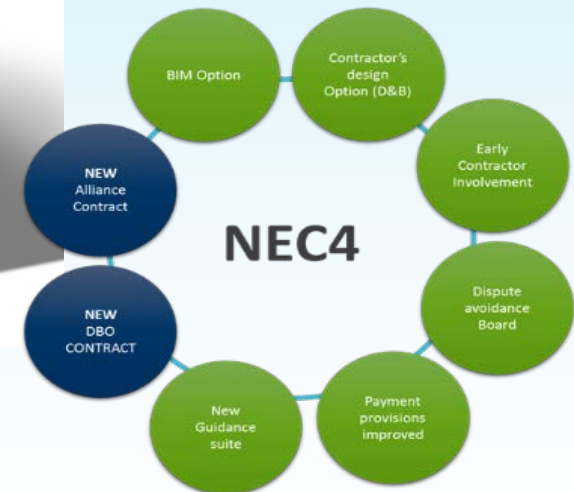 BIM Option
Contractor's
design
Option (D&B)
Early
Contractor
Involvement
Dispute
avoidance
Board
Payment
provisions
improved
New
Guidance
suite
NEW
DBO
CONTRACT
NEW
Alliance
Contract
NEC4